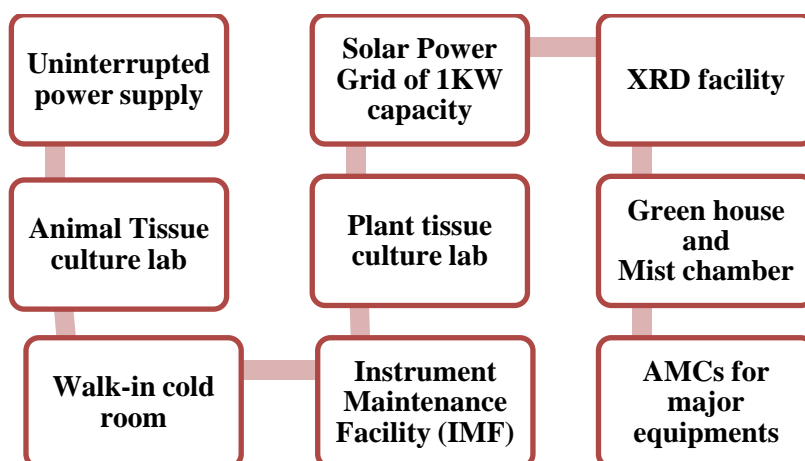 Uninterrupted
power supply
Animal Tissue
culture lab
Walk-in cold
room
Instrument
Maintenance
Facility (IMF)
Plant tissue
culture lab
Solar Power
Grid of 1KW
capacity
XRD facility
Green house
and
Mist chamber
AMCs for
major
equipments